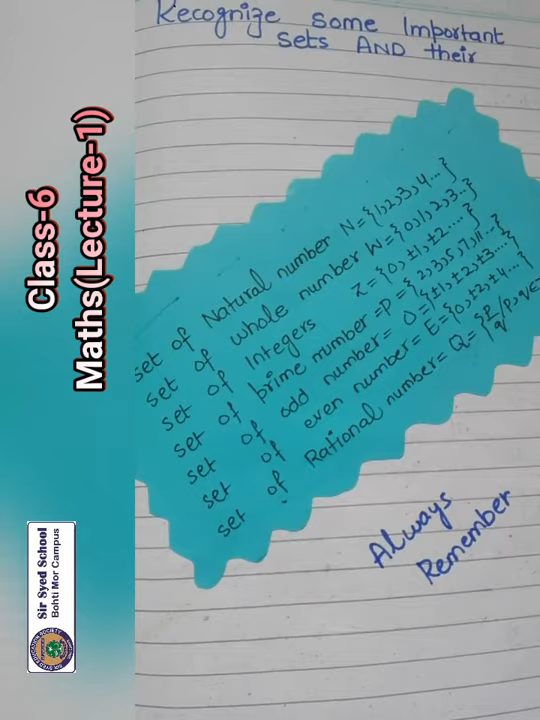 Recognize some Important
sets AND their
set of Natural number N={1,2,3,4...}
set of whole number W={0,1,2,3..}
set of Integers Z={0,±1,±2....}
set of prime number =P={2,3,5,7,11...}
set of odd number= O={±1,±2,±3....}
set of even number= E={0,±2,±4...}
set of Rational number= Q={P/q/p,q∈
Always
Remember
Class-6
Maths(Lecture-1)
Sir Syed School
Bohti Mor Campus